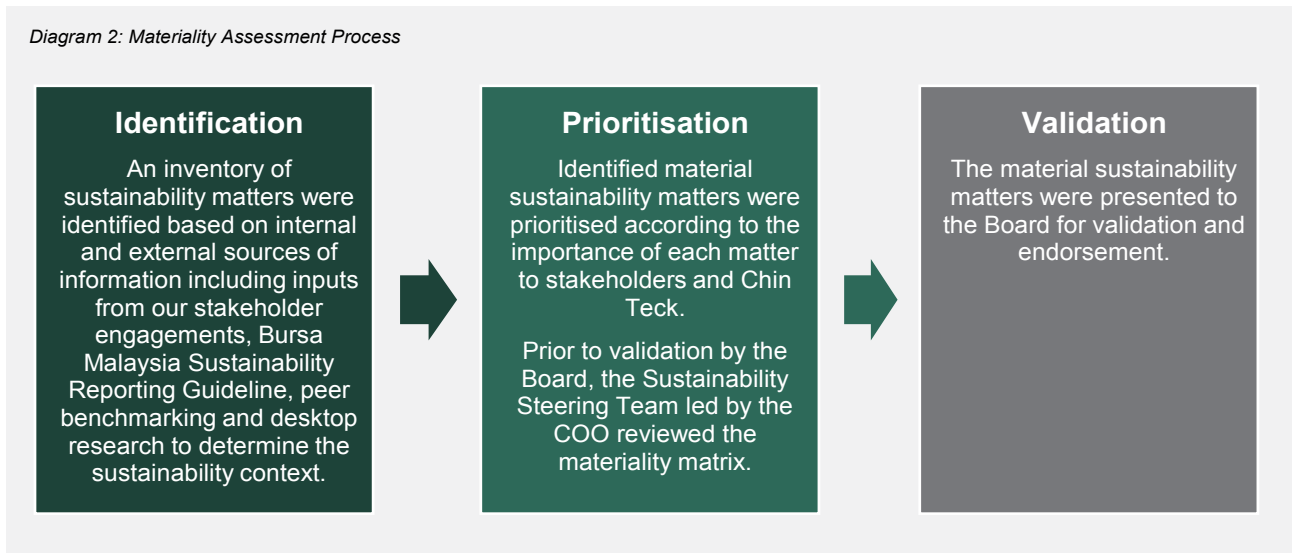 Diagram 2: Materiality Assessment Process
Identification
An inventory of
sustainability matters were
identified based on internal
and external sources of
information including inputs
from our stakeholder
engagements, Bursa
Malaysia Sustainability
Reporting Guideline, peer
benchmarking and desktop
research to determine the
sustainability context.
Prioritisation
Identified material
sustainability matters were
prioritised according to the
importance of each matter
to stakeholders and Chin
Teck.
Prior to validation by the
Board, the Sustainability
Steering Team led by the
COO reviewed the
materiality matrix.
Validation
The material sustainability
matters were presented to
the Board for validation and
endorsement.